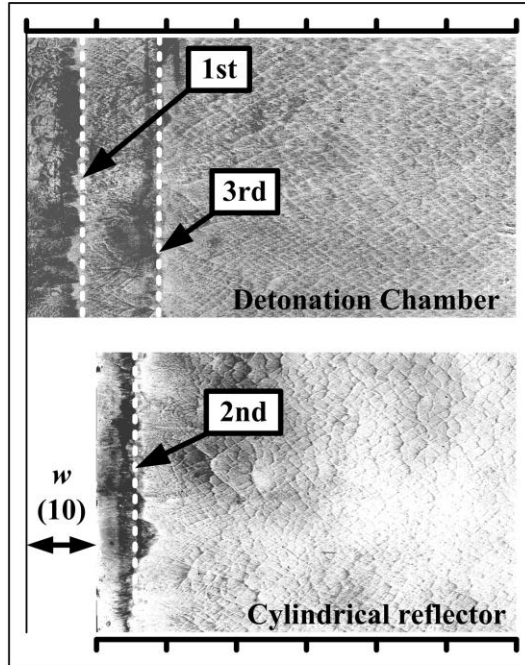 1st
3rd
Detonation Chamber
2nd
w
(10)
Cylindrical reflector